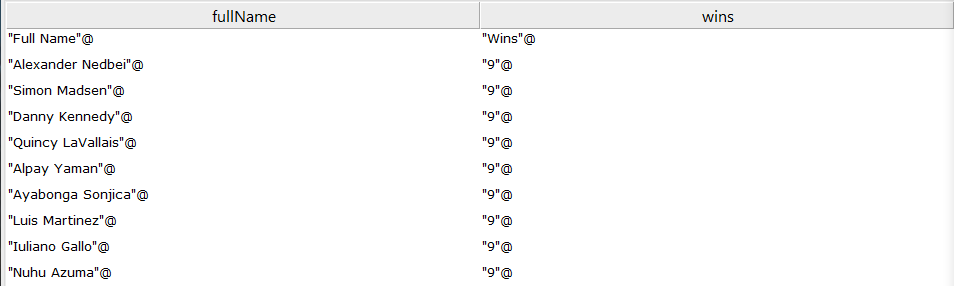 fullName wins
"Full Name"@ "Wins"@
"Alexander Nedbei"@ "9"@
"Simon Madsen"@ "9"@
"Danny Kennedy"@ "9"@
"Quincy LaVallais"@ "9"@
"Alpay Yaman"@ "9"@
"Ayabonga Sonjica"@ "9"@
"Luis Martinez"@ "9"@
"Iuliano Gallo"@ "9"@
"Nuhu Azuma"@ "9"@